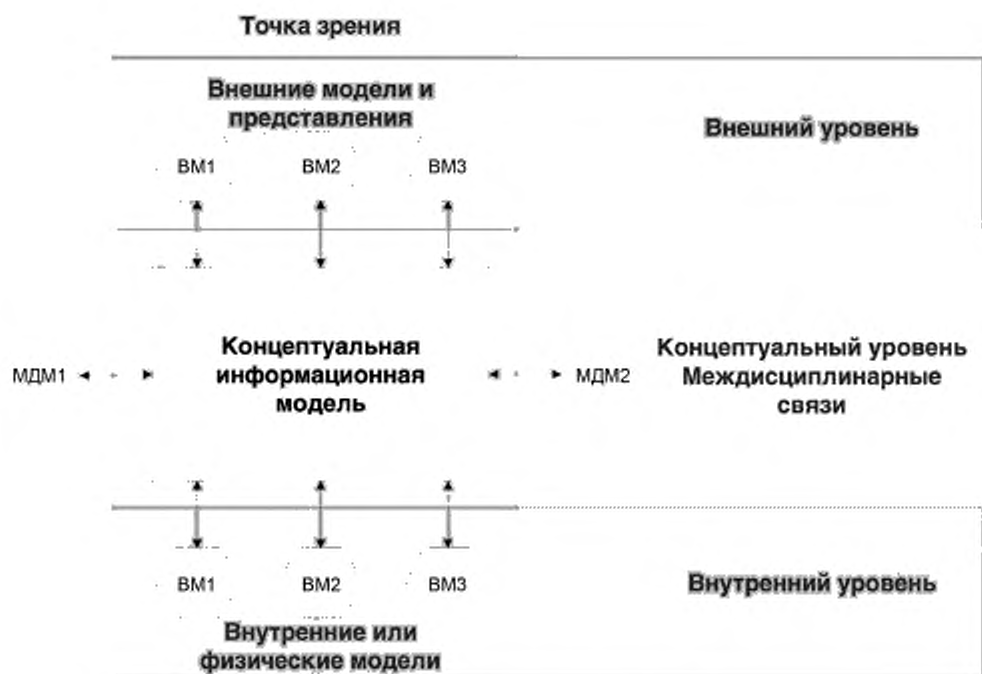 Точка зрения
Внешние модели и
представления
Внешний уровень
ВМ1 ВМ2 ВМ3
Концептуальная
информационная
модель
МДМ1
МДМ2
Концептуальный уровень
Междисциплинарные
связи
ВМ1 ВМ2 ВМ3
Внутренний уровень
Внутренние или
физические модели